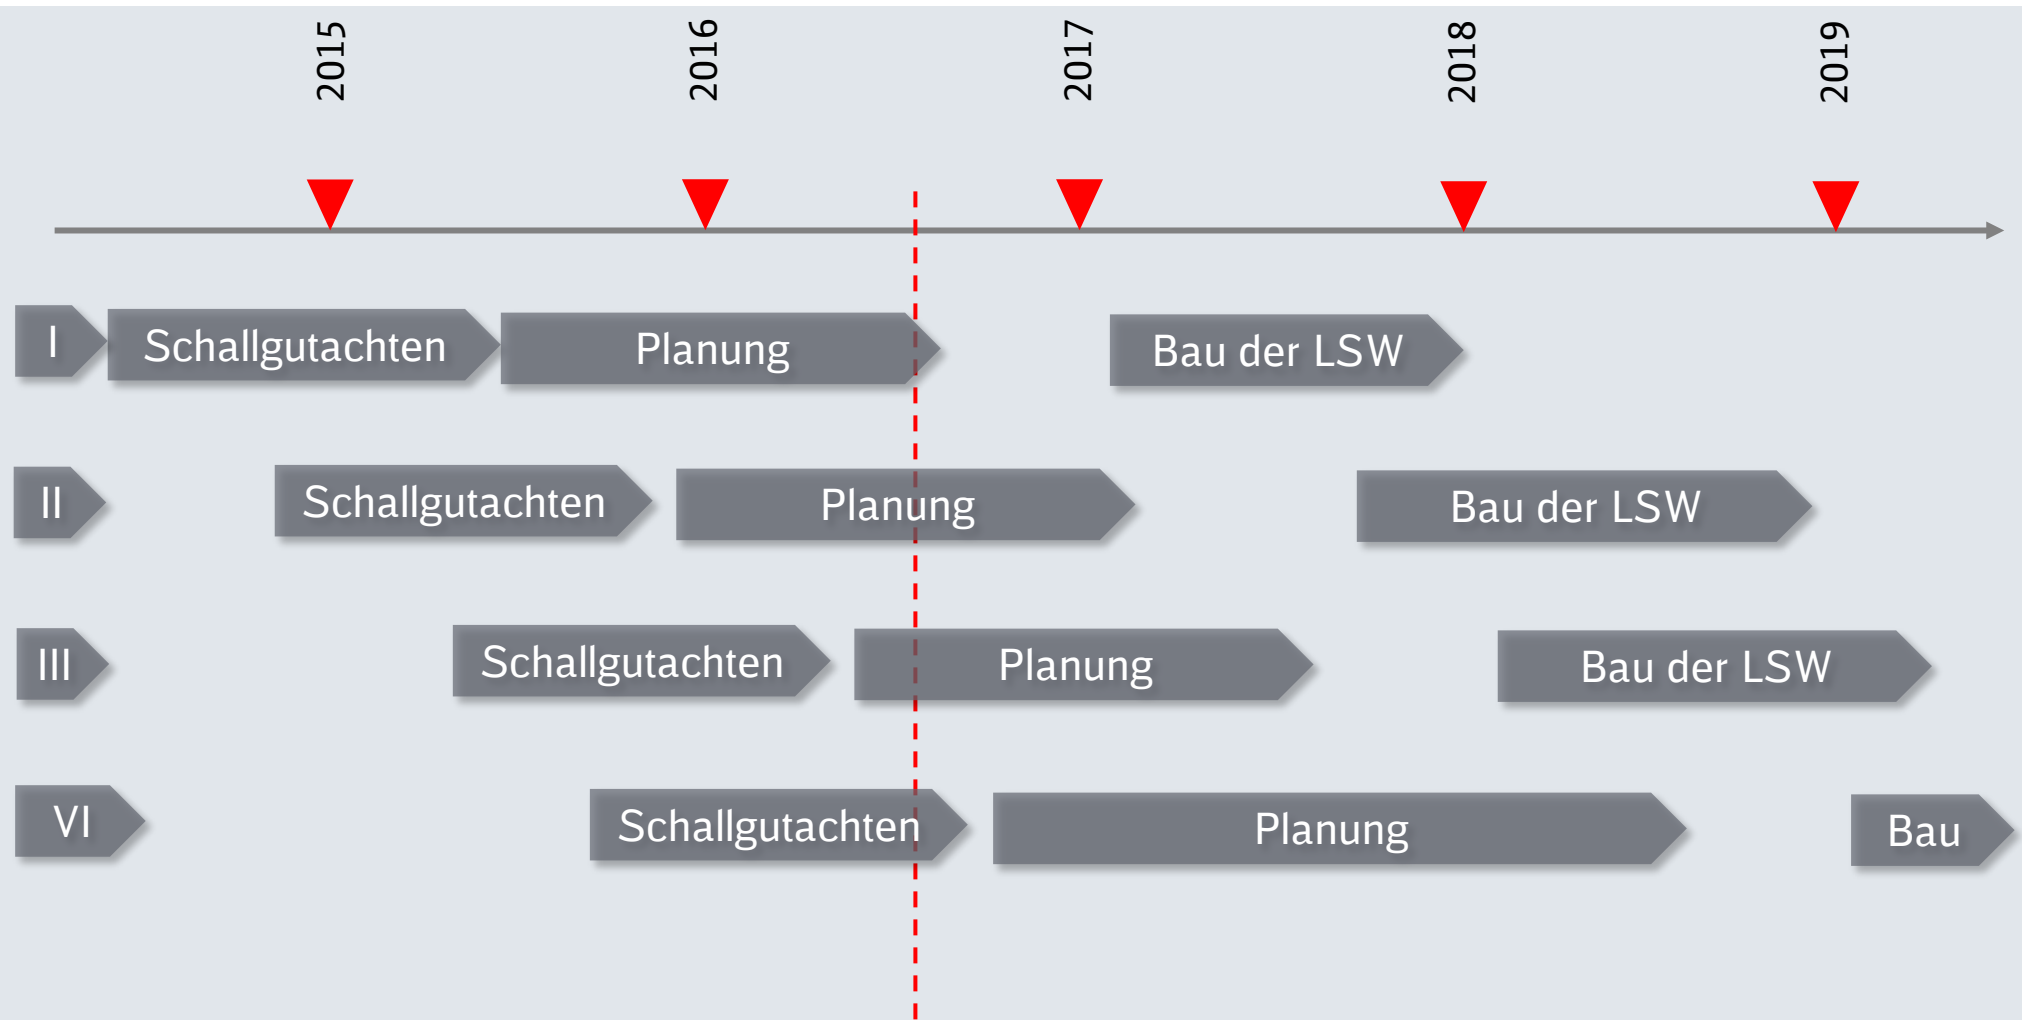 2015
2016
2017
2018
2019
I
Schallgutachten
Planung
Bau der LSW
II
Schallgutachten
Planung
Bau der LSW
III
Schallgutachten
Planung
Bau der LSW
VI
Schallgutachten
Planung
Bau